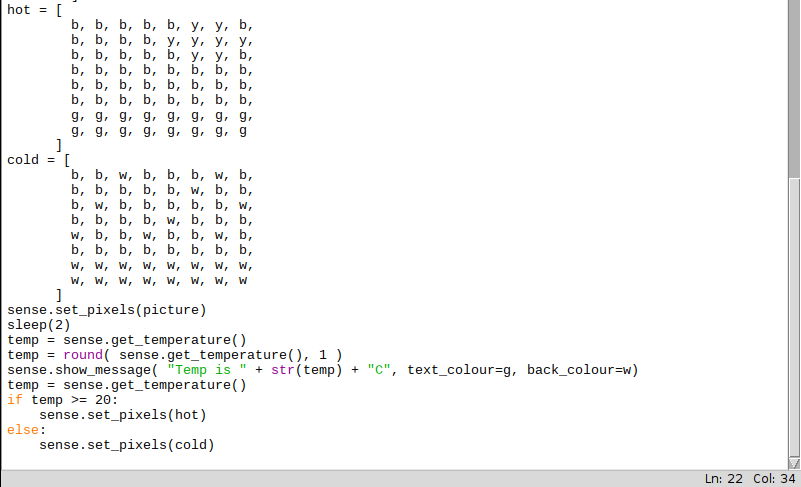 hot = [
        b, b, b, b, b, y, y, b,
        b, b, b, b, y, y, y, y,
        b, b, b, b, b, y, y, b,
        b, b, b, b, b, b, b, b,
        b, b, b, b, b, b, b, b,
        b, b, b, b, b, b, b, b,
        g, g, g, g, g, g, g, g,
        g, g, g, g, g, g, g, g
      ]
cold = [
        b, b, w, b, b, b, w, b,
        b, b, b, b, b, w, b, b,
        b, w, b, b, b, b, b, w,
        b, b, b, b, w, b, b, b,
        w, b, b, w, b, b, w, b,
        b, b, b, b, b, b, b, b,
        w, w, w, w, w, w, w, w,
        w, w, w, w, w, w, w, w
      ]
sense.set_pixels(picture)
sleep(2)
temp = sense.get_temperature()
temp = round( sense.get_temperature(), 1 )
sense.show_message( "Temp is " + str(temp) + "C", text_colour=g, back_colour=w)
temp = sense.get_temperature()
if temp >= 20:
    sense.set_pixels(hot)
else:
    sense.set_pixels(cold)
Ln: 22 Col: 34